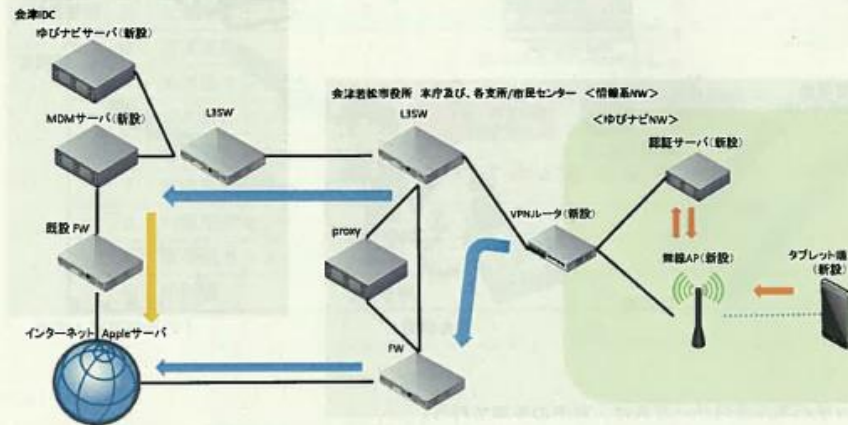 会津IDC
ゆびナビサーバ(新設)
MDMサーバ(新設)
L3SW
既設 FW
インターネット Appleサーバ
会津若松市役所 本庁及び、各支所/市民センター <情報系NW>
L3SW
<ゆびナビNW>
認証サーバ(新設)
proxy
VPNルータ(新設)
無線AP(新設)
タブレット端
(新設)
FW